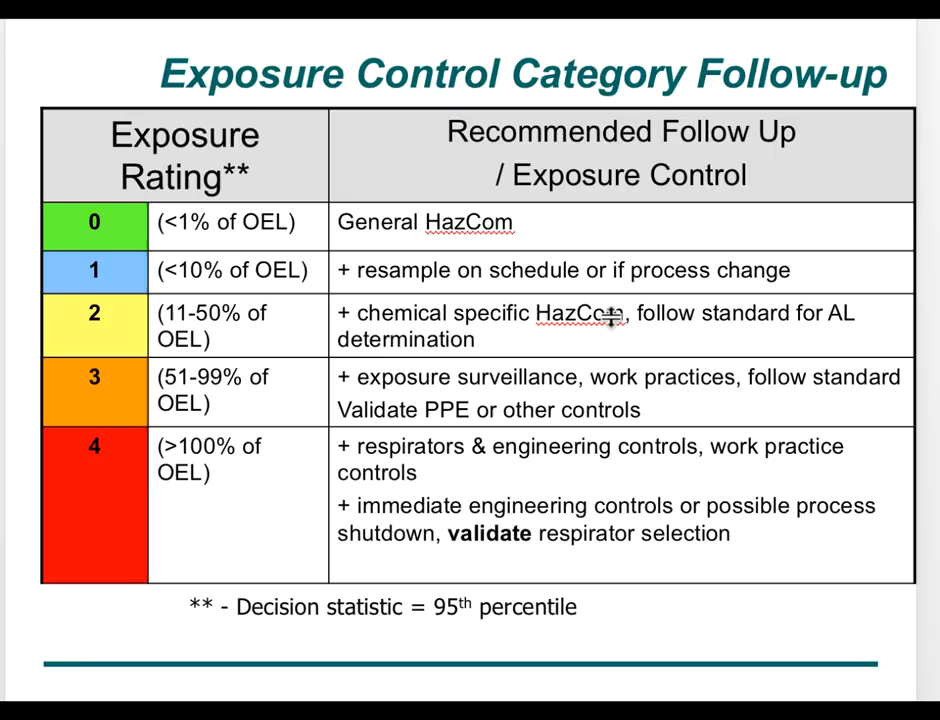 Exposure Control Category Follow-up
Exposure
Rating**
Recommended Follow Up
/ Exposure Control
0
(<1% of OEL)
General HazCom
1
(<10% of OEL)
+ resample on schedule or if process change
2
(11-50% of
OEL)
+ chemical specific HazCom, follow standard for AL
determination
3
(51-99% of
OEL)
+ exposure surveillance, work practices, follow standard
Validate PPE or other controls
4
(>100% of
OEL)
+ respirators & engineering controls, work practice
controls
+ immediate engineering controls or possible process
shutdown, validate respirator selection
** - Decision statistic = 95th percentile